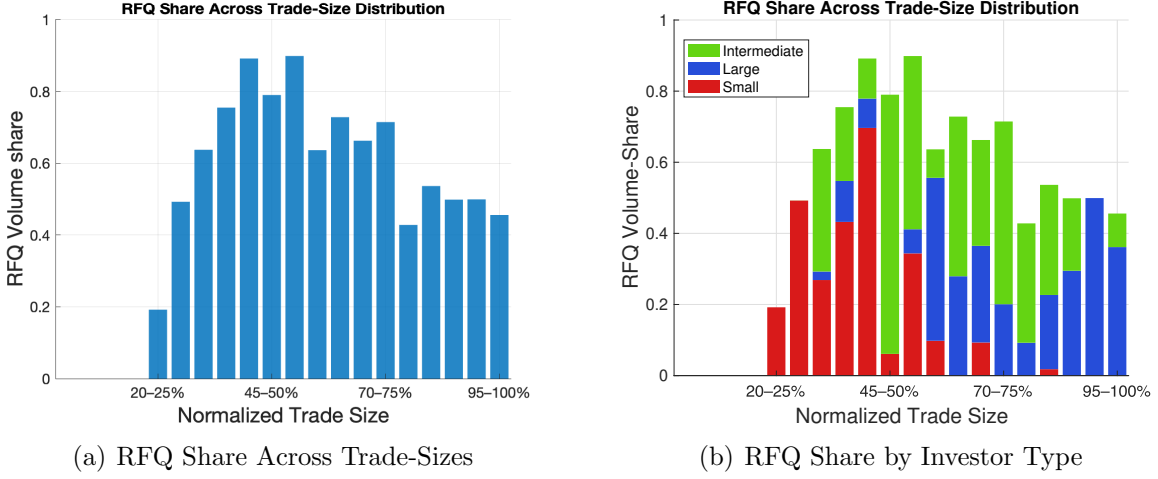 RFQ Share Across Trade-Size Distribution
1
0.8
0.6
0.4
0.2
0
RFQ Volume share
20–25%
45–50%
70–75%
95–100%
Normalized Trade Size
(a) RFQ Share Across Trade-Sizes
RFQ Share Across Trade-Size Distribution
Intermediate
Large
Small
1
0.8
0.6
0.4
0.2
0
RFQ Volume-Share
20–25%
45–50%
70–75%
95–100%
Normalized Trade Size
(b) RFQ Share by Investor Type